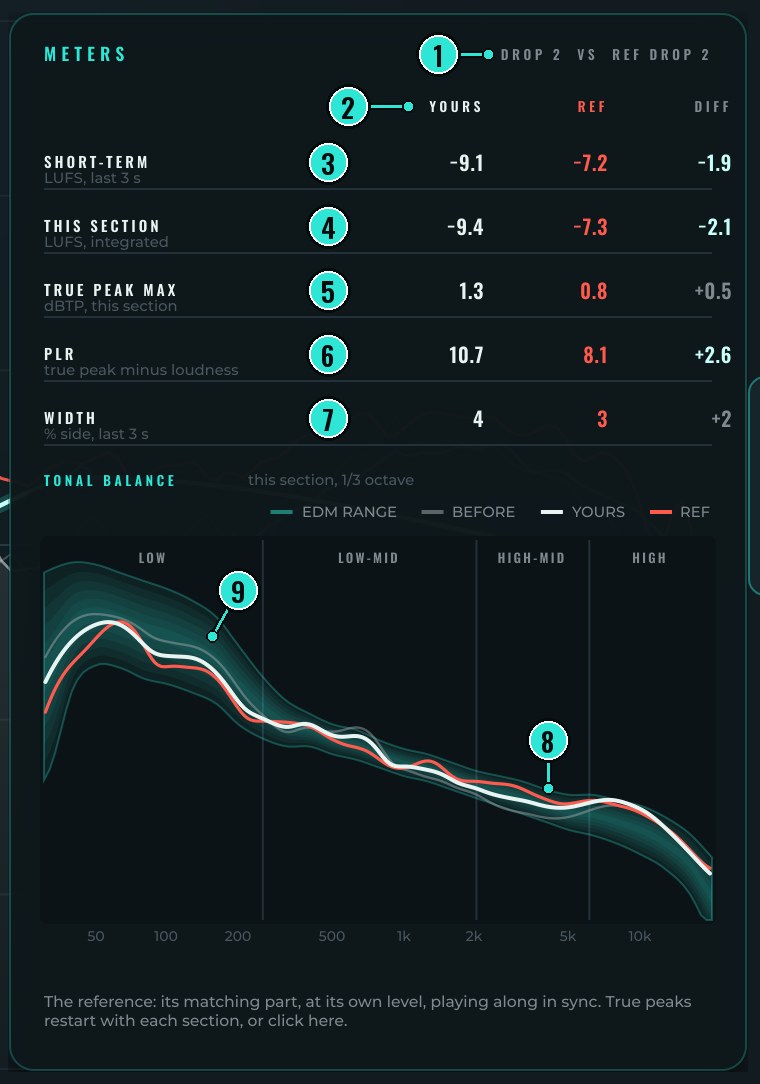 METERS 1 DROP 2 VS REF DROP 2
2 YOURS REF DIFF
SHORT-TERM 3 −9.1 −7.2 −1.9
LUFS, last 3 s
THIS SECTION 4 −9.4 −7.3 −2.1
LUFS, integrated
TRUE PEAK MAX 5 1.3 0.8 +0.5
dBTP, this section
PLR 6 10.7 8.1 +2.6
true peak minus loudness
WIDTH 7 4 3 +2
% side, last 3 s
TONAL BALANCE this section, 1/3 octave
EDM RANGE BEFORE YOURS REF
LOW LOW-MID HIGH-MID HIGH
9
8
50 100 200 500 1k 2k 5k 10k
The reference: its matching part, at its own level, playing along in sync. True peaks
restart with each section, or click here.